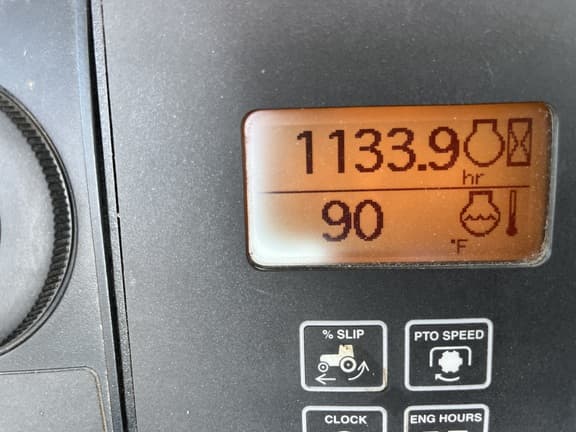 1133.9
hr
90
°F
% SLIP
PTO SPEED
CLOCK
ENG HOURS